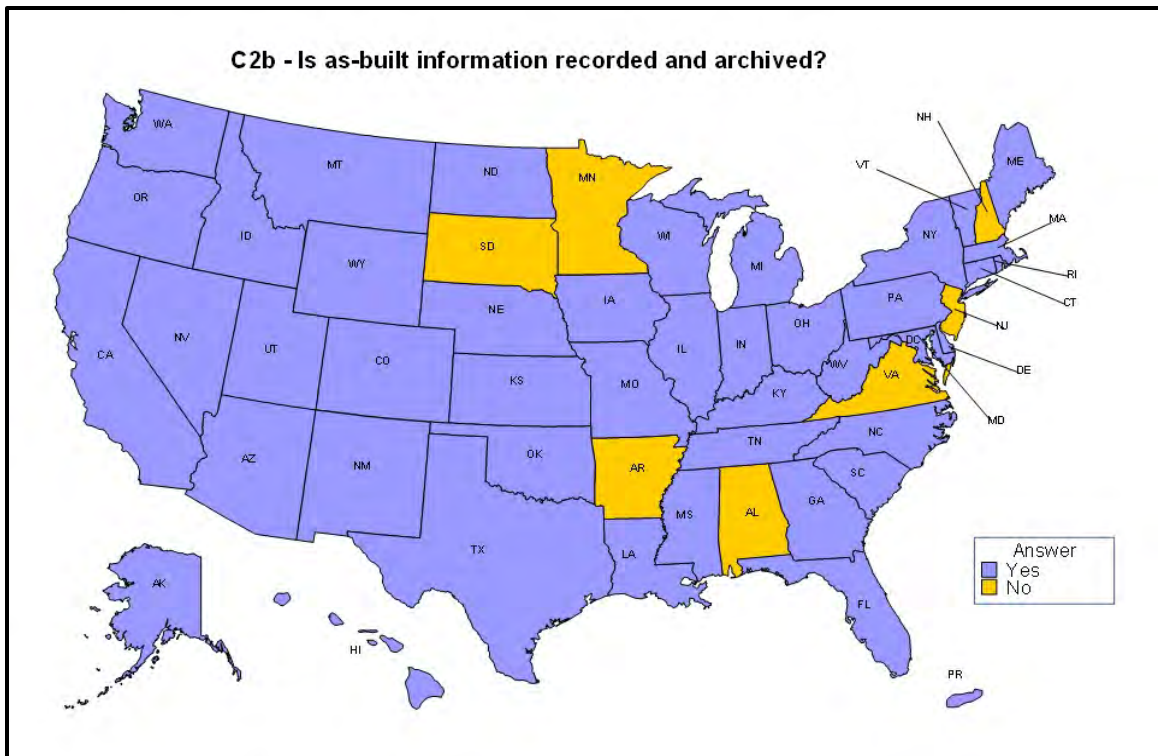 C2b - Is as-built information recorded and archived?
NH
WA
ME
MT
ND
VT
MN
OR
MA
ID
WI
NY
SD
WY
MI
RI
PA
CT
IA
NE
OH
NJ
NV
IL
IN
DC
UT
CA
CO
WV
DE
VA
KS
MO
KY
MD
NC
TN
OK
AZ
NM
AR
SC
GA
MS
AL
TX
LA
Answer
Yes
AK
No
FL
HI
PR